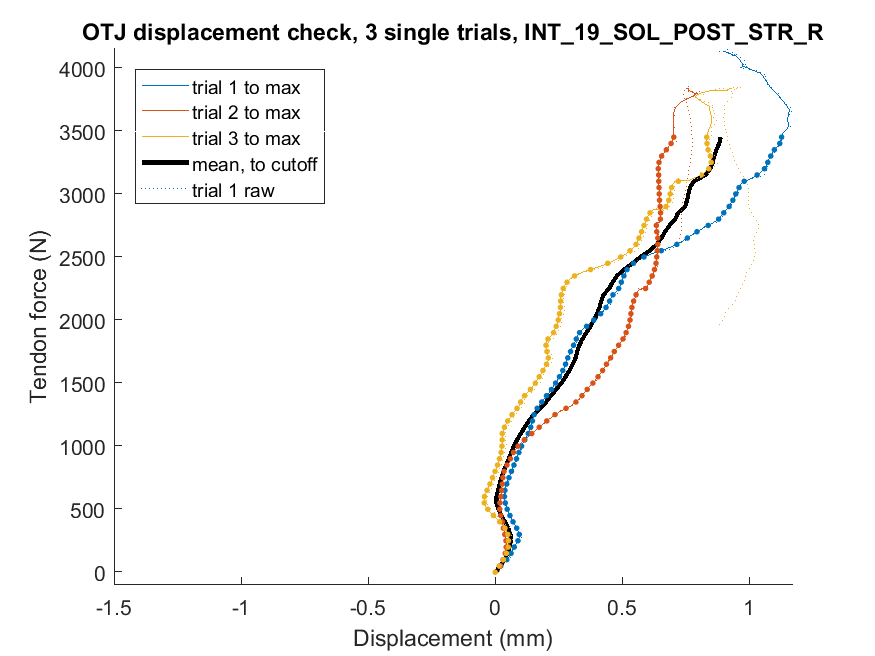 OTJ displacement check, 3 single trials, INT_19_SOL_POST_STR_R
4000
3500
3000
2500
2000
1500
1000
500
0
Tendon force (N)
trial 1 to max
trial 2 to max
trial 3 to max
mean, to cutoff
trial 1 raw
-1.5
-1
-0.5
0
0.5
1
Displacement (mm)